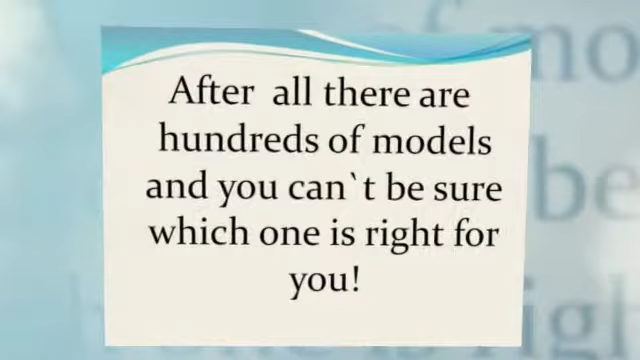 After all there are
hundreds of models
and you can`t be sure
which one is right for
you!